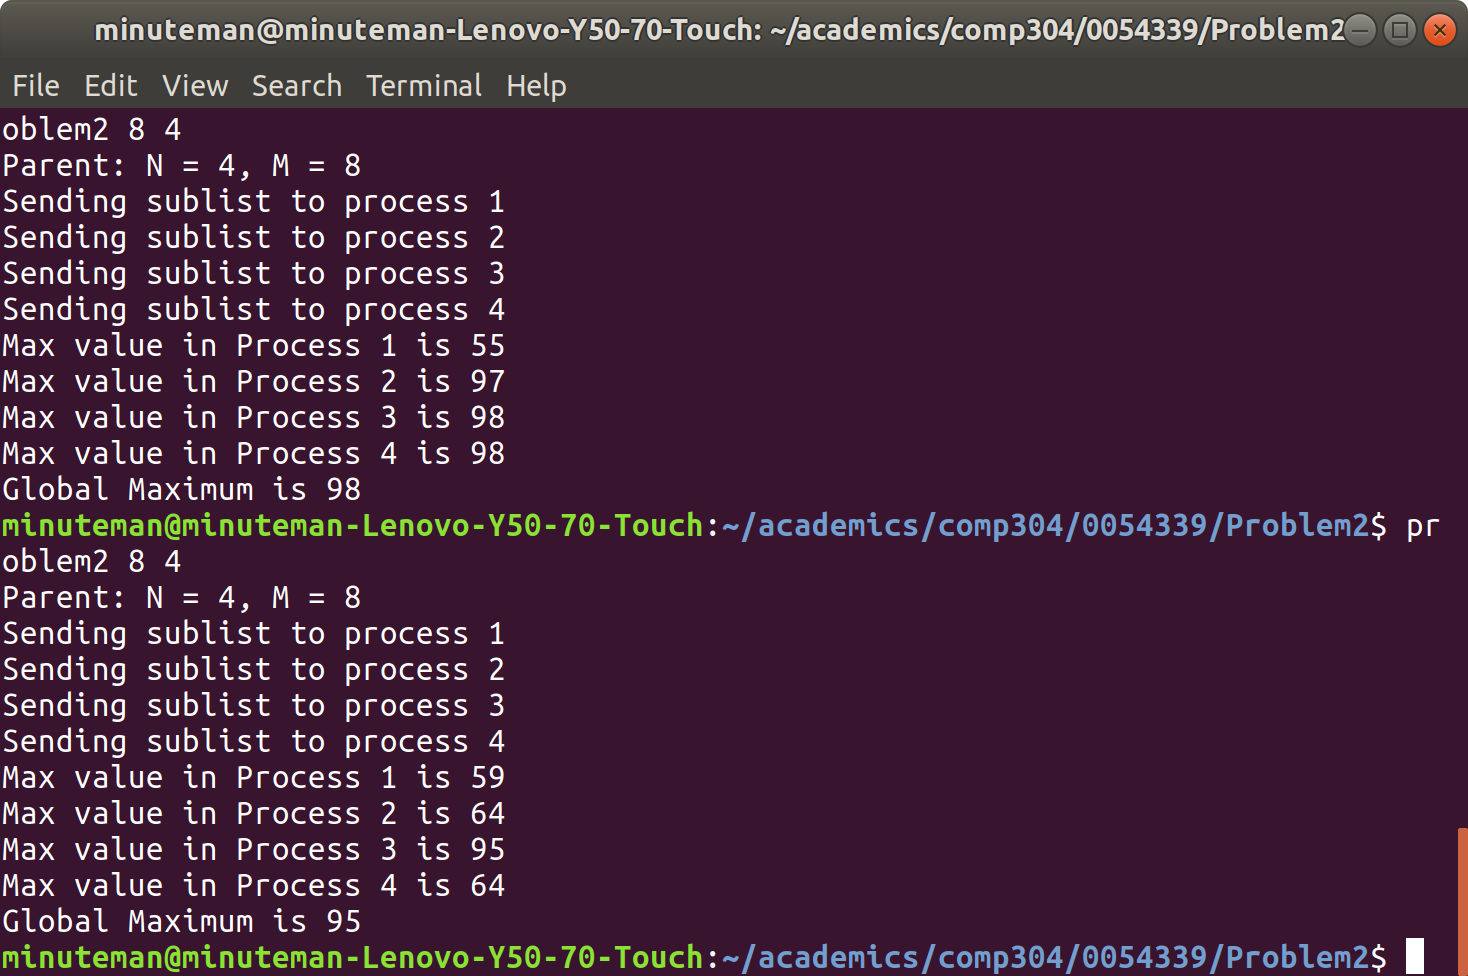 minuteman@minuteman-Lenovo-Y50-70-Touch: ~/academics/comp304/0054339/Problem2
File Edit View Search Terminal Help
oblem2 8 4
Parent: N = 4, M = 8
Sending sublist to process 1
Sending sublist to process 2
Sending sublist to process 3
Sending sublist to process 4
Max value in Process 1 is 55
Max value in Process 2 is 97
Max value in Process 3 is 98
Max value in Process 4 is 98
Global Maximum is 98
minuteman@minuteman-Lenovo-Y50-70-Touch:~/academics/comp304/0054339/Problem2$ pr
oblem2 8 4
Parent: N = 4, M = 8
Sending sublist to process 1
Sending sublist to process 2
Sending sublist to process 3
Sending sublist to process 4
Max value in Process 1 is 59
Max value in Process 2 is 64
Max value in Process 3 is 95
Max value in Process 4 is 64
Global Maximum is 95
minuteman@minuteman-Lenovo-Y50-70-Touch:~/academics/comp304/0054339/Problem2$